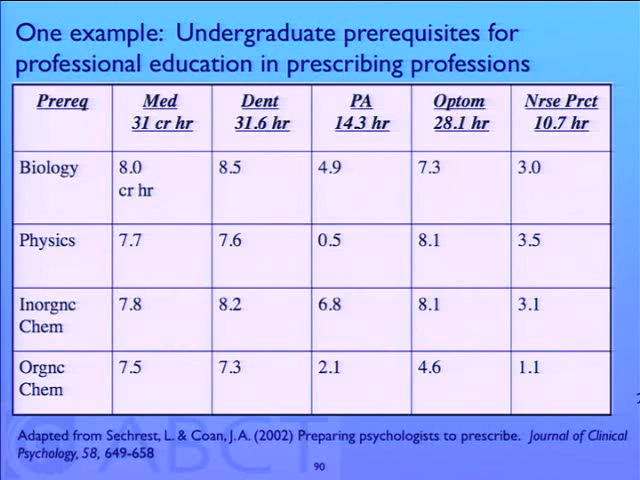 One example: Undergraduate prerequisites for
professional education in prescribing professions
Prereq Med Dent PA Optom Nrse Prct
31 cr hr 31.6 hr 14.3 hr 28.1 hr 10.7 hr
Biology 8.0 8.5 4.9 7.3 3.0
cr hr
Physics 7.7 7.6 0.5 8.1 3.5
Inorgnc 7.8 8.2 6.8 8.1 3.1
Chem
Orgnc 7.5 7.3 2.1 4.6 1.1
Chem
Adapted from Sechrest, L. & Coan, J.A. (2002) Preparing psychologists to prescribe. Journal of Clinical
Psychology, 58, 649-658
ABCT
90